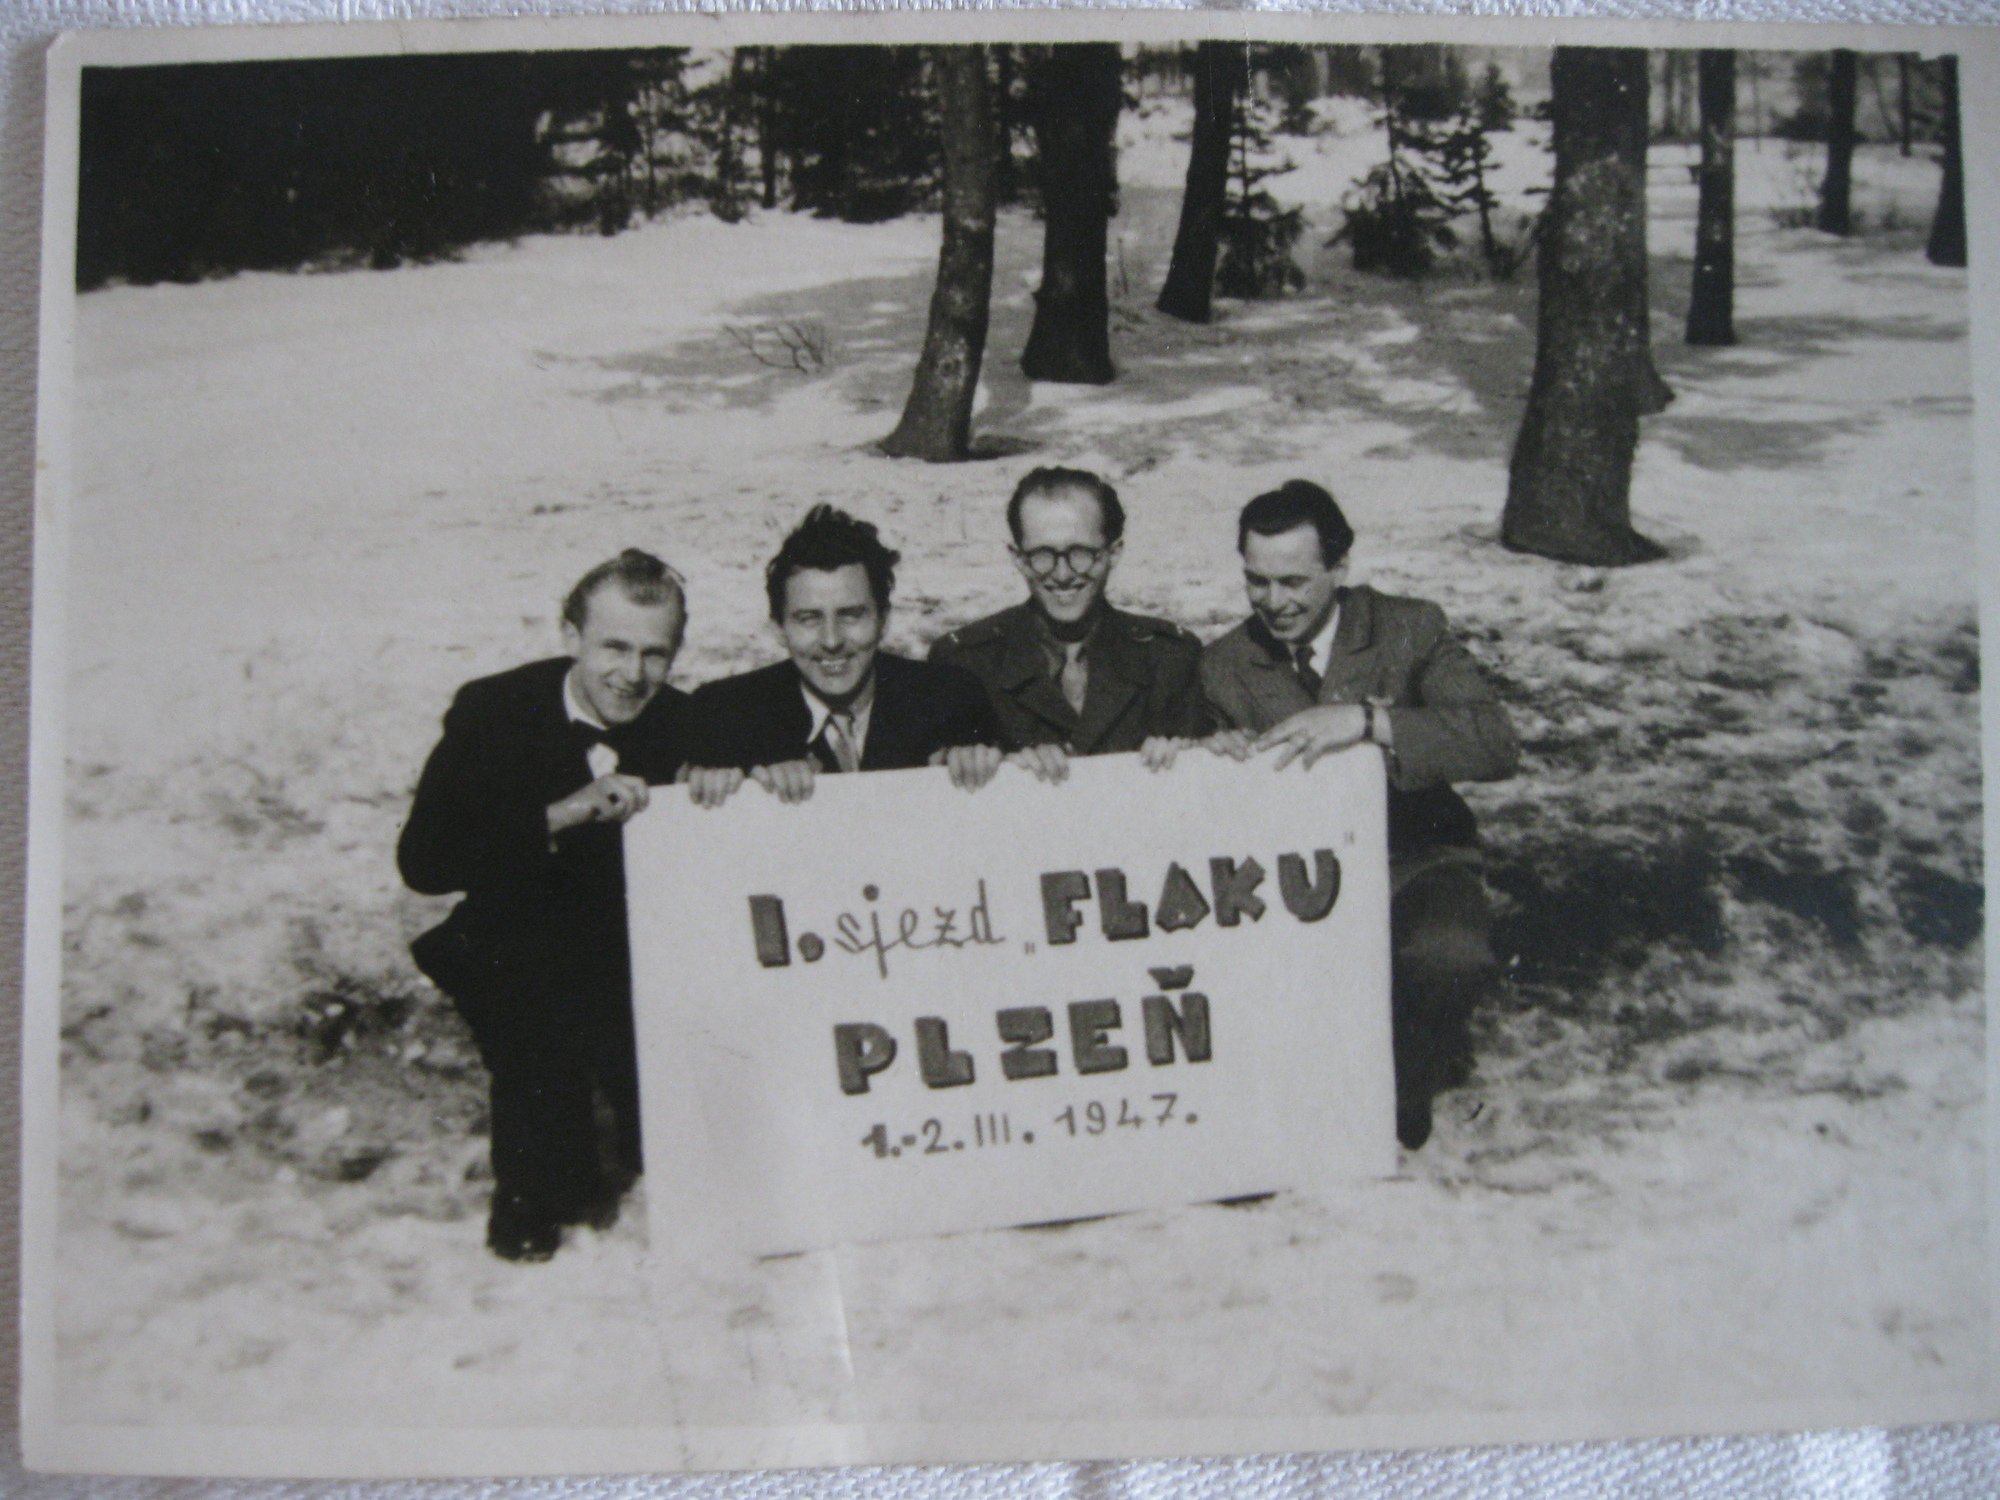 I. sjezd „FLAKU"
PLZEŇ
1.-2. III. 1947.